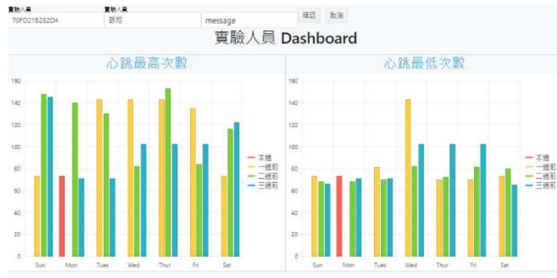 實驗人員 實驗人員
70FD21B282D4 message 確認 取消
實驗人員 Dashboard
心跳最高次數 心跳最低次數
160 160
140 140
120 120
100 100
80 80
60 60
40 40
20 20
0 0
本週 本週
一週前 一週前
二週前 二週前
三週前 三週前
Sun Mon Tues Wed Thur Fri Sat Sun Mon Tues Wed Thur Fri Sat